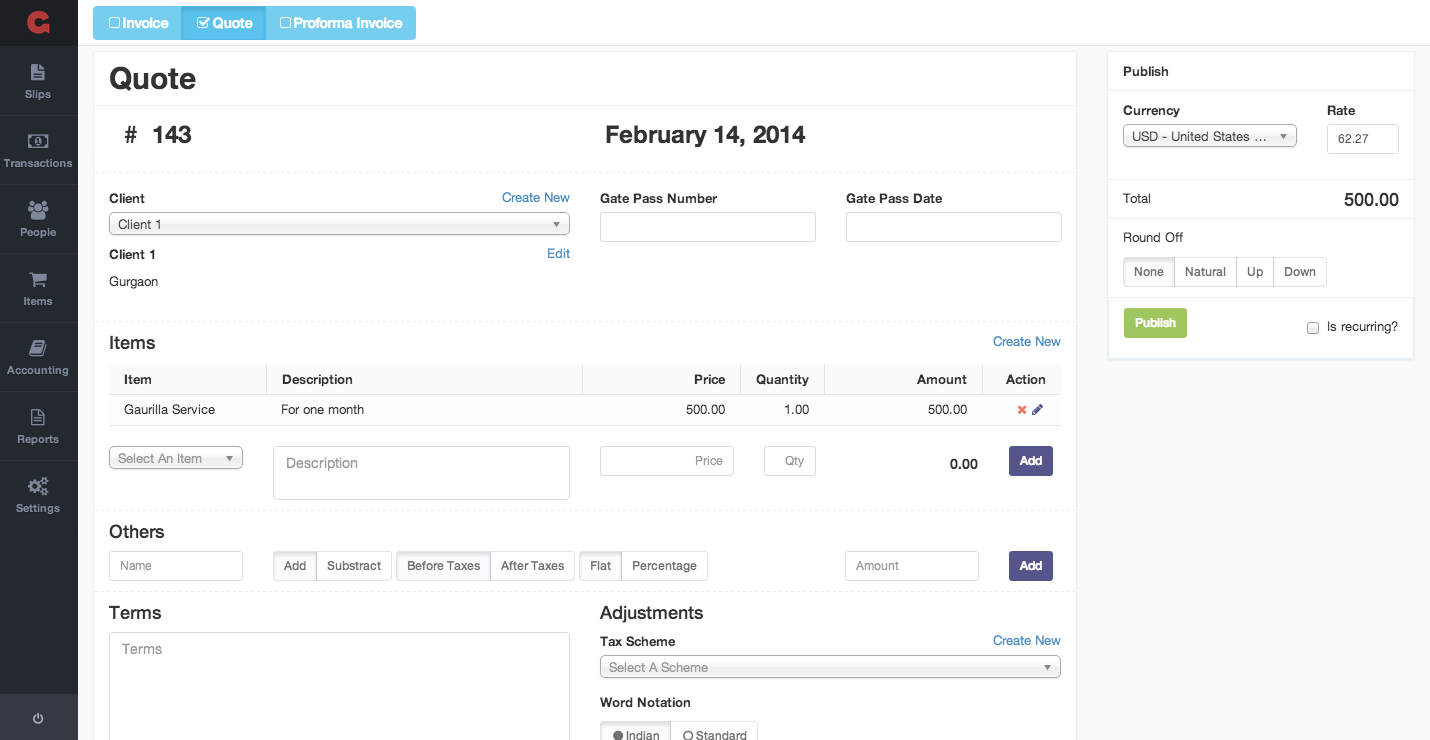 G
Invoice Quote Proforma Invoice
Slips
Transactions
People
Items
Accounting
Reports
Settings
Quote
# 143 February 14, 2014
Client Create New Gate Pass Number Gate Pass Date
Client 1
Client 1 Edit
Gurgaon
Items Create New
Item Description Price Quantity Amount Action
Gaurilla Service For one month 500.00 1.00 500.00
Select An Item Description Price Qty 0.00 Add
Others
Name Add Substract Before Taxes After Taxes Flat Percentage Amount Add
Terms Adjustments
Terms
Tax Scheme Create New
Select A Scheme
Word Notation
Indian Standard
Publish
Currency Rate
USD - United States ... 62.27
Total 500.00
Round Off
None Natural Up Down
Publish Is recurring?